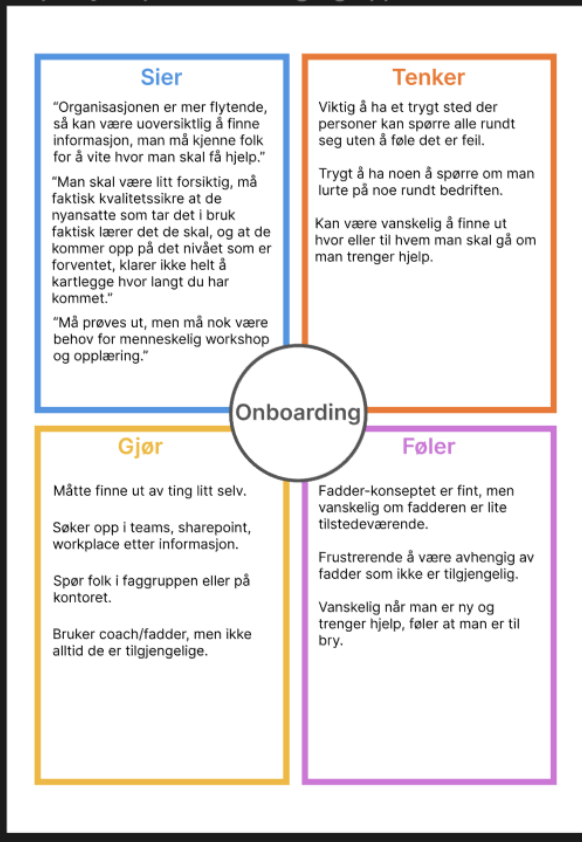 Sier
“Organisasjonen er mer flytende,
så kan være uoversiktlig å finne
informasjon, man må kjenne folk
for å vite hvor man skal få hjelp.”
“Man skal være litt forsiktig, må
faktisk kvalitetssikre at de
nyansatte som tar det i bruk
faktisk lærer det de skal, og at de
kommer opp på det nivået som er
forventet, klarer ikke helt å
kartlegge hvor langt du har
kommet.”
“Må prøves ut, men må nok være
behov for menneskelig workshop
og opplæring.”
Tenker
Viktig å ha et trygt sted der
personer kan spørre alle rundt
seg uten å føle det er feil.
Trygt å ha noen å spørre om man
lurte på noe rundt bedriften.
Kan være vanskelig å finne ut
hvor eller til hvem man skal gå om
man trenger hjelp.
Onboarding
Gjør
Måtte finne ut av ting litt selv.
Søker opp i teams, sharepoint,
workplace etter informasjon.
Spør folk i faggruppen eller på
kontoret.
Bruker coach/fadder, men ikke
alltid de er tilgjengelige.
Føler
Fadder-konseptet er fint, men
vanskelig om fadderen er lite
tilstedeværende.
Frustrerende å være avhengig av
fadder som ikke er tilgjengelig.
Vanskelig når man er ny og
trenger hjelp, føler at man er til
bry.